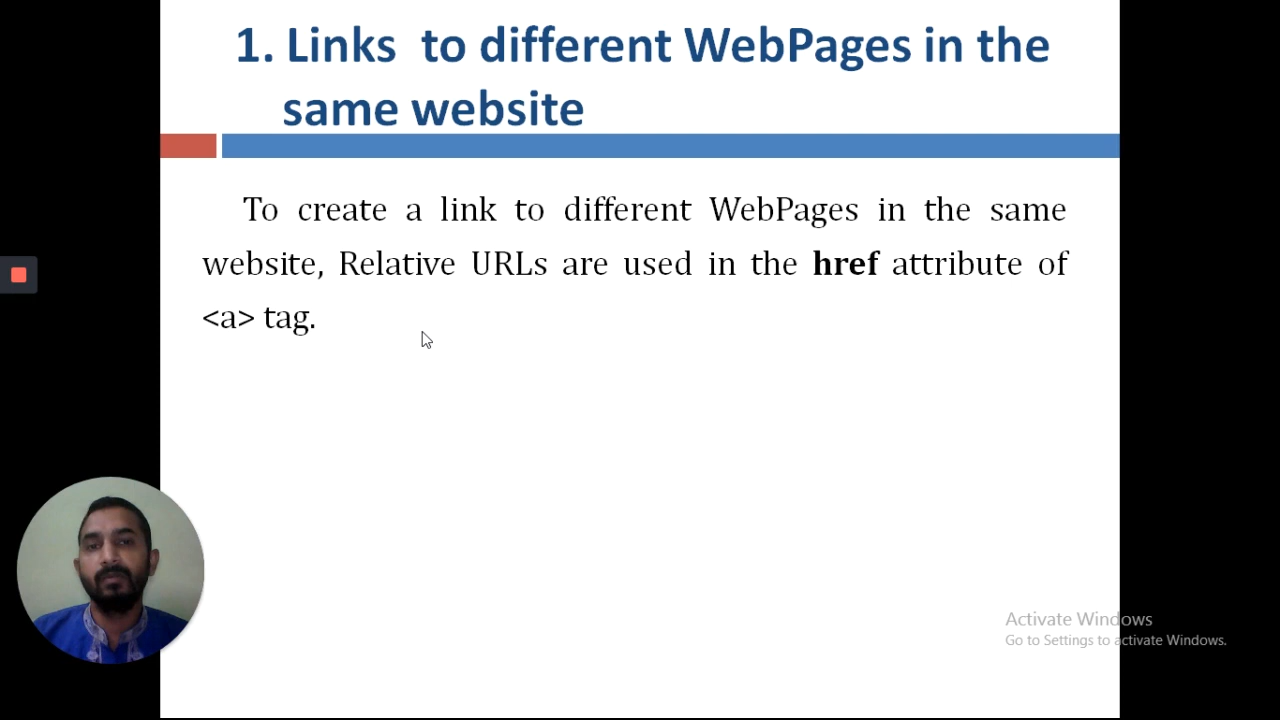 1. Links to different WebPages in the
same website
To create a link to different WebPages in the same
website, Relative URLs are used in the href attribute of
<a> tag.
Activate Windows
Go to Settings to activate Windows.